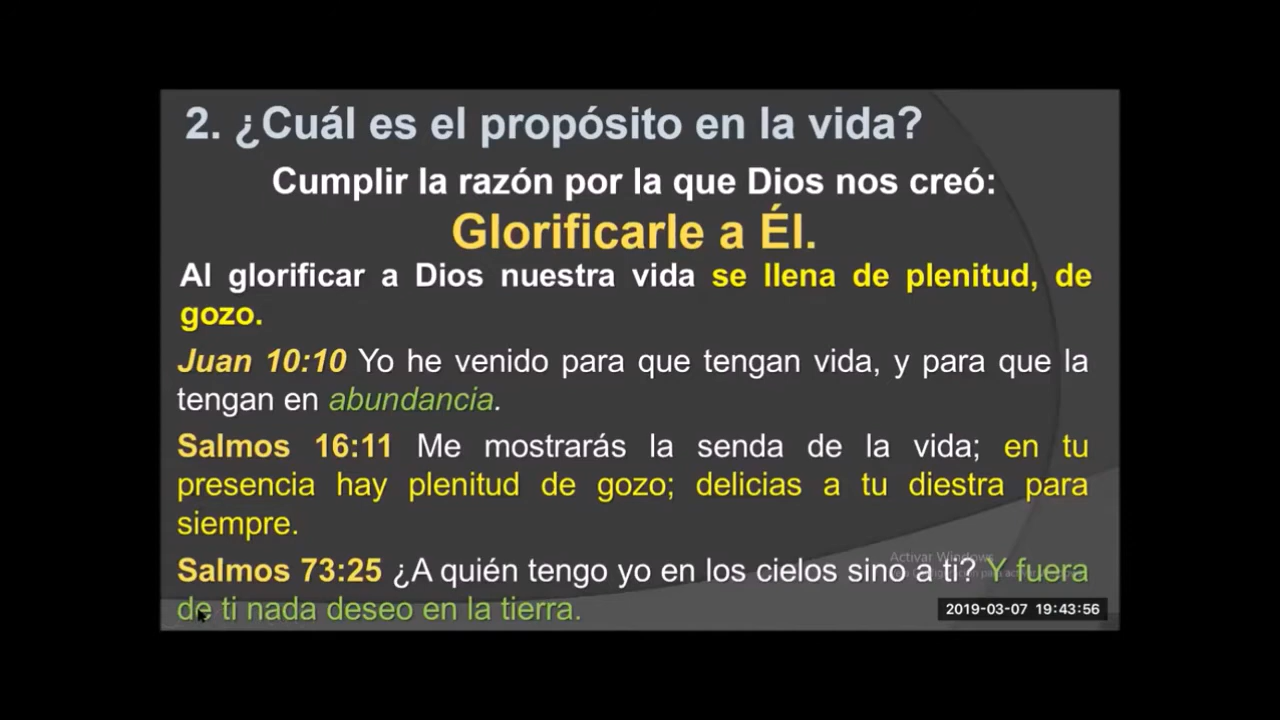 2. ¿Cuál es el propósito en la vida?
Cumplir la razón por la que Dios nos creó:
Glorificarle a Él.
Al glorificar a Dios nuestra vida se llena de plenitud, de
gozo.
Juan 10:10 Yo he venido para que tengan vida, y para que la
tengan en abundancia.
Salmos 16:11 Me mostrarás la senda de la vida; en tu
presencia hay plenitud de gozo; delicias a tu diestra para
siempre.
Activar Windows
Salmos 73:25 ¿A quién tengo yo en los cielos sino a ti? Y fuera
de ti nada deseo en la tierra.
2019-03-07 19:43:56